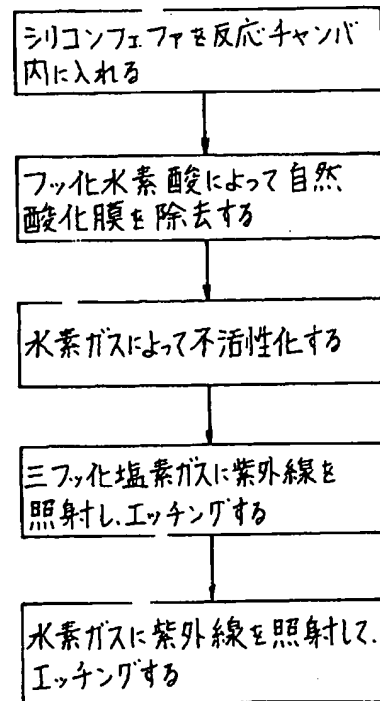 シリコンフェファを反応チャンバ
内に入れる
フッ化水素酸によって自然
酸化膜を除去する
水素ガスによって不活性化する
三フッ化塩素ガスに紫外線を
照射し、エッチングする
水素ガスに紫外線を照射して、
エッチングする